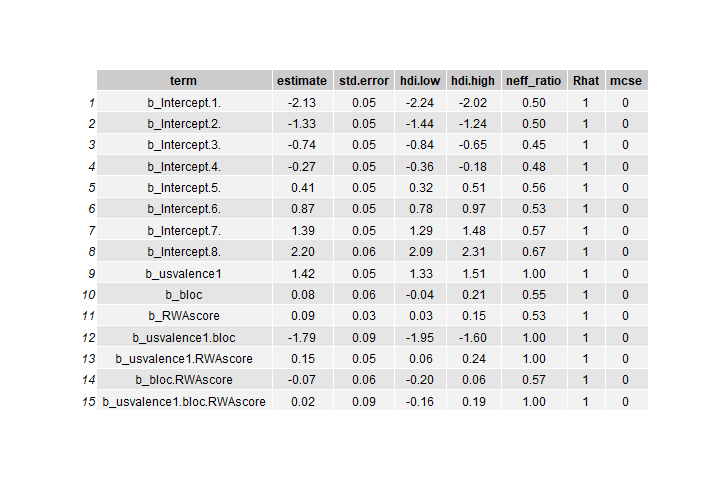 term estimate std.error hdi.low hdi.high neff_ratio Rhat mcse
1 b_Intercept.1. -2.13 0.05 -2.24 -2.02 0.50 1 0
2 b_Intercept.2. -1.33 0.05 -1.44 -1.24 0.50 1 0
3 b_Intercept.3. -0.74 0.05 -0.84 -0.65 0.45 1 0
4 b_Intercept.4. -0.27 0.05 -0.36 -0.18 0.48 1 0
5 b_Intercept.5. 0.41 0.05 0.32 0.51 0.56 1 0
6 b_Intercept.6. 0.87 0.05 0.78 0.97 0.53 1 0
7 b_Intercept.7. 1.39 0.05 1.29 1.48 0.57 1 0
8 b_Intercept.8. 2.20 0.06 2.09 2.31 0.67 1 0
9 b_usvalence1 1.42 0.05 1.33 1.51 1.00 1 0
10 b_bloc 0.08 0.06 -0.04 0.21 0.55 1 0
11 b_RWAscore 0.09 0.03 0.03 0.15 0.53 1 0
12 b_usvalence1.bloc -1.79 0.09 -1.95 -1.60 1.00 1 0
13 b_usvalence1.RWAscore 0.15 0.05 0.06 0.24 1.00 1 0
14 b_bloc.RWAscore -0.07 0.06 -0.20 0.06 0.57 1 0
15 b_usvalence1.bloc.RWAscore 0.02 0.09 -0.16 0.19 1.00 1 0